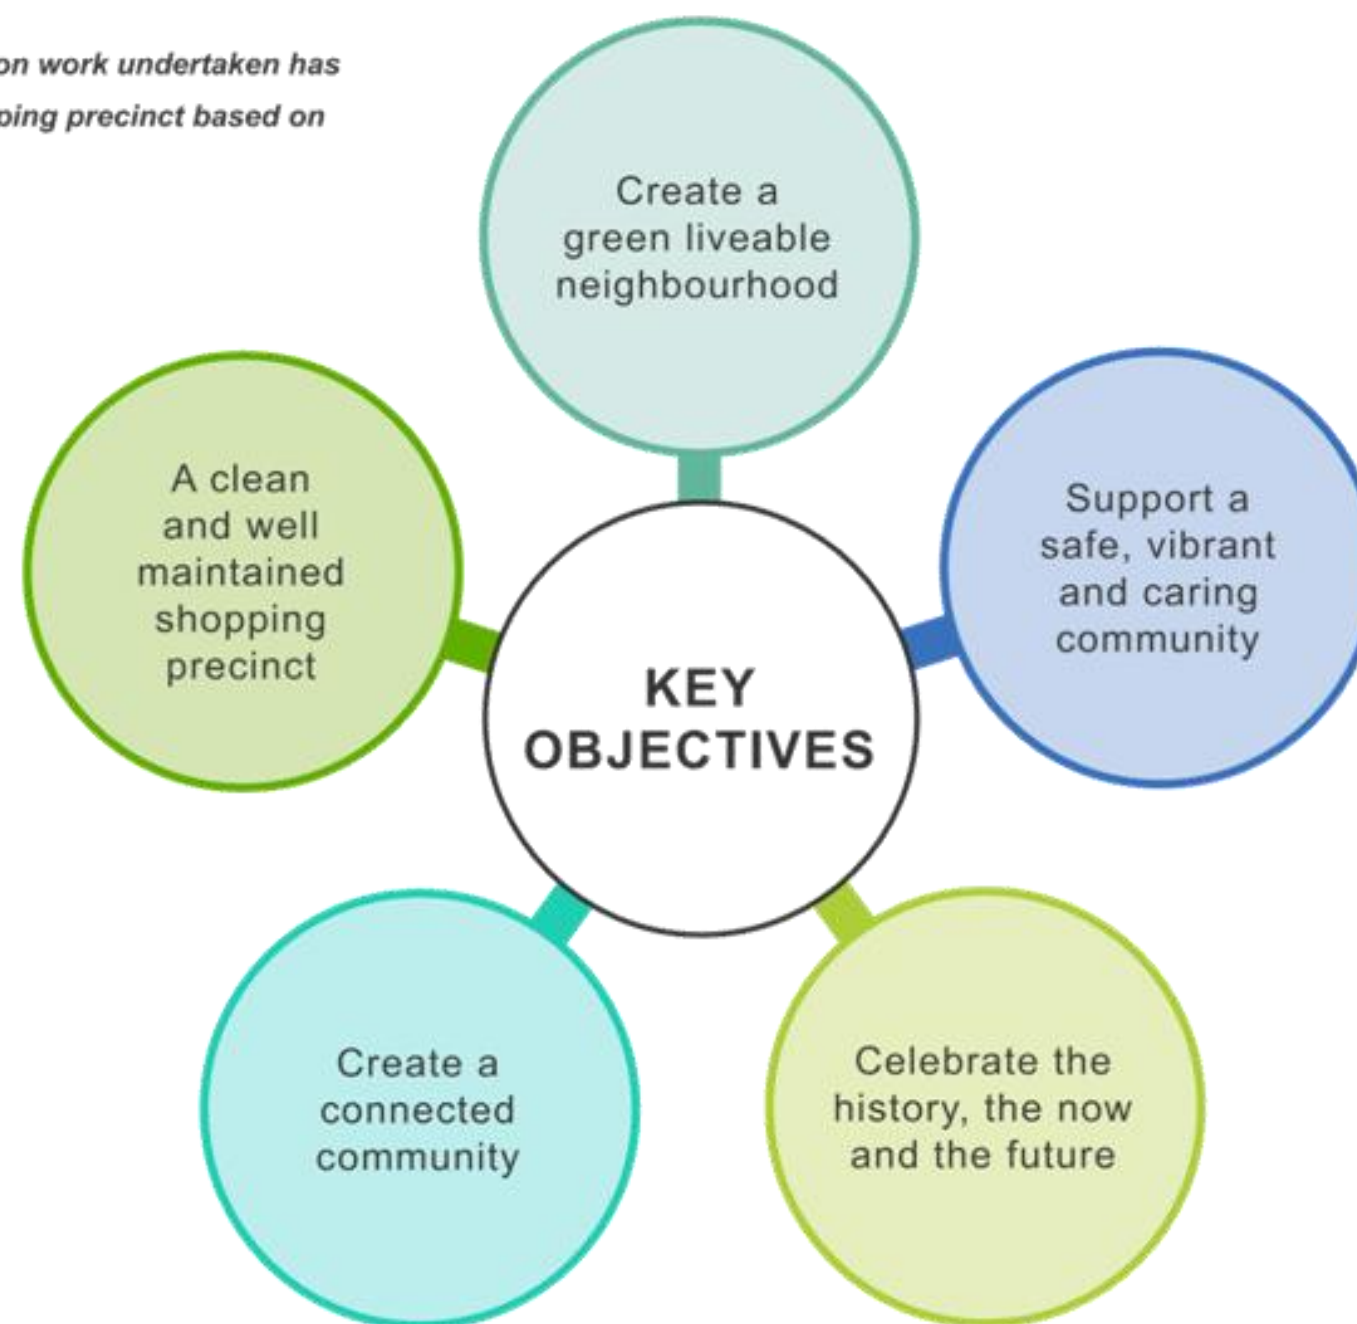 on work undertaken has
ping precinct based on
Create a
green liveable
neighbourhood
A clean
and well
maintained
shopping
precinct
Support a
safe, vibrant
and caring
community
KEY
OBJECTIVES
Create a
connected
community
Celebrate the
history, the now
and the future